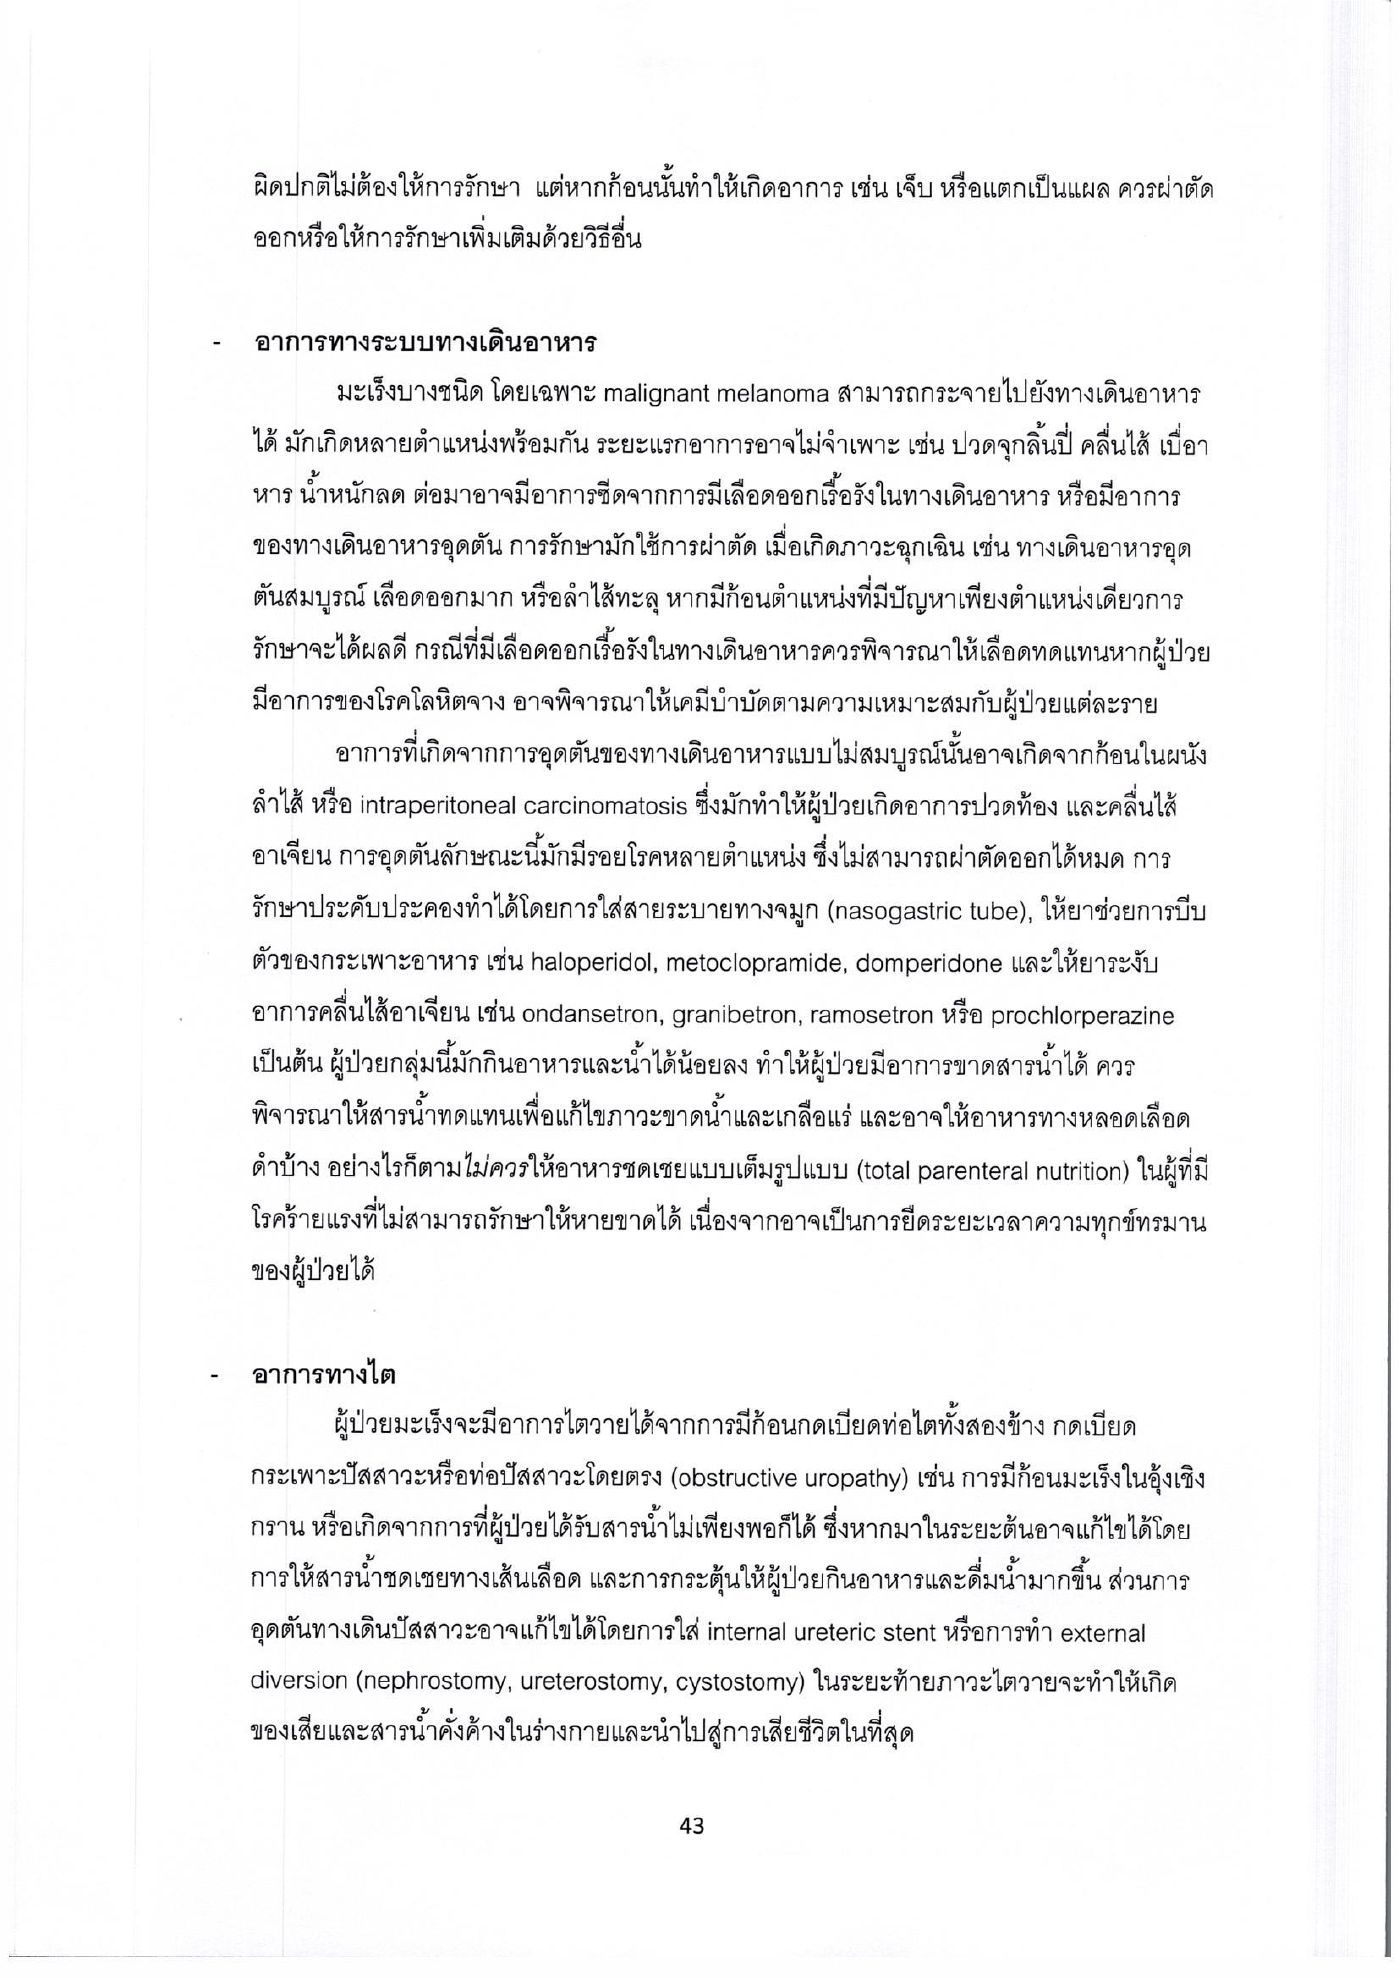 ผิดปกติไม่ต้องให้การรักษา แต่หากก้อนนั้นทำให้เกิดอาการ เช่น เจ็บ หรือแตกเป็นแผล ควรผ่าตัด
ออกหรือให้การรักษาเพิ่มเติมด้วยวิธีอื่น
- อาการทางระบบทางเดินอาหาร
มะเร็งบางชนิด โดยเฉพาะ malignant melanoma สามารถกระจายไปยังทางเดินอาหาร
ได้ มักเกิดหลายตำแหน่งพร้อมกัน ระยะแรกอาการอาจไม่จำเพาะ เช่น ปวดจุกลิ้นปี่ คลื่นไส้ เบื่อา
หาร น้ำหนักลด ต่อมาอาจมีอาการซีดจากการมีเลือดออกเรื้อรังในทางเดินอาหาร หรือมีอาการ
ของทางเดินอาหารอุดตัน การรักษามักใช้การผ่าตัด เมื่อเกิดภาวะฉุกเฉิน เช่น ทางเดินอาหารอุด
ตันสมบูรณ์ เลือดออกมาก หรือลำไส้ทะลุ หากมีก้อนตำแหน่งที่มีปัญหาเพียงตำแหน่งเดียวการ
รักษาจะได้ผลดี กรณีที่มีเลือดออกเรื้อรังในทางเดินอาหารควรพิจารณาให้เลือดทดแทนหากผู้ป่วย
มีอาการของโรคโลหิตจาง อาจพิจารณาให้เคมีบำบัดตามความเหมาะสมกับผู้ป่วยแต่ละราย
อาการที่เกิดจากการอุดตันของทางเดินอาหารแบบไม่สมบูรณ์นั้นอาจเกิดจากก้อนในผนัง
ลำไส้ หรือ intraperitoneal carcinomatosis ซึ่งมักทำให้ผู้ป่วยเกิดอาการปวดท้อง และคลื่นไส้
อาเจียน การอุดตันลักษณะนี้มักมีรอยโรคหลายตำแหน่ง ซึ่งไม่สามารถผ่าตัดออกได้หมด การ
รักษาประคับประคองทำได้โดยการใส่สายระบายทางจมูก (nasogastric tube), ให้ยาช่วยการบีบ
ตัวของกระเพาะอาหาร เช่น haloperidol, metoclopramide, domperidone และให้ยาระงับ
อาการคลื่นไส้อาเจียน เช่น ondansetron, granibetron, ramosetron หรือ prochlorperazine
เป็นต้น ผู้ป่วยกลุ่มนี้มักกินอาหารและน้ำได้น้อยลง ทำให้ผู้ป่วยมีอาการขาดสารน้ำได้ ควร
พิจารณาให้สารน้ำทดแทนเพื่อแก้ไขภาวะขาดน้ำและเกลือแร่ และอาจให้อาหารทางหลอดเลือด
ดำบ้าง อย่างไรก็ตามไม่ควรให้อาหารชดเชยแบบเต็มรูปแบบ (total parenteral nutrition) ในผู้ที่มี
โรคร้ายแรงที่ไม่สามารถรักษาให้หายขาดได้ เนื่องจากอาจเป็นการยืดระยะเวลาความทุกข์ทรมาน
ของผู้ป่วยได้
- อาการทางไต
ผู้ป่วยมะเร็งจะมีอาการไตวายได้จากการมีก้อนกดเบียดท่อไตทั้งสองข้าง กดเบียด
กระเพาะปัสสาวะหรือท่อปัสสาวะโดยตรง (obstructive uropathy) เช่น การมีก้อนมะเร็งในอุ้งเชิง
กราน หรือเกิดจากการที่ผู้ป่วยได้รับสารน้ำไม่เพียงพอก็ได้ ซึ่งหากมาในระยะต้นอาจแก้ไขได้โดย
การให้สารน้ำชดเชยทางเส้นเลือด และการกระตุ้นให้ผู้ป่วยกินอาหารและดื่มน้ำมากขึ้น ส่วนการ
อุดตันทางเดินปัสสาวะอาจแก้ไขได้โดยการใส่ internal ureteric stent หรือการทำ external
diversion (nephrostomy, ureterostomy, cystostomy) ในระยะท้ายภาวะไตวายจะทำให้เกิด
ของเสียและสารน้ำคั่งค้างในร่างกายและนำไปสู่การเสียชีวิตในที่สุด
43